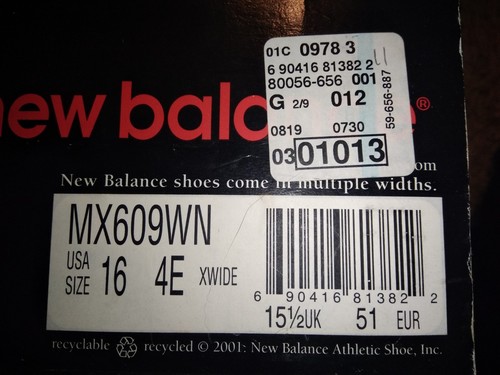 new bala e®
01C 0978 3
6 90416 81382 2 11
80056-656 001
G 2/9 012
59-656-887
0819 0730
03 01013
om
New Balance shoes come in multiple widths.
MX609WN
USA SIZE 16 4E XWIDE
6 90416 81382 2
15½UK 51 EUR
recyclable recycled © 2001: New Balance Athletic Shoe, Inc.